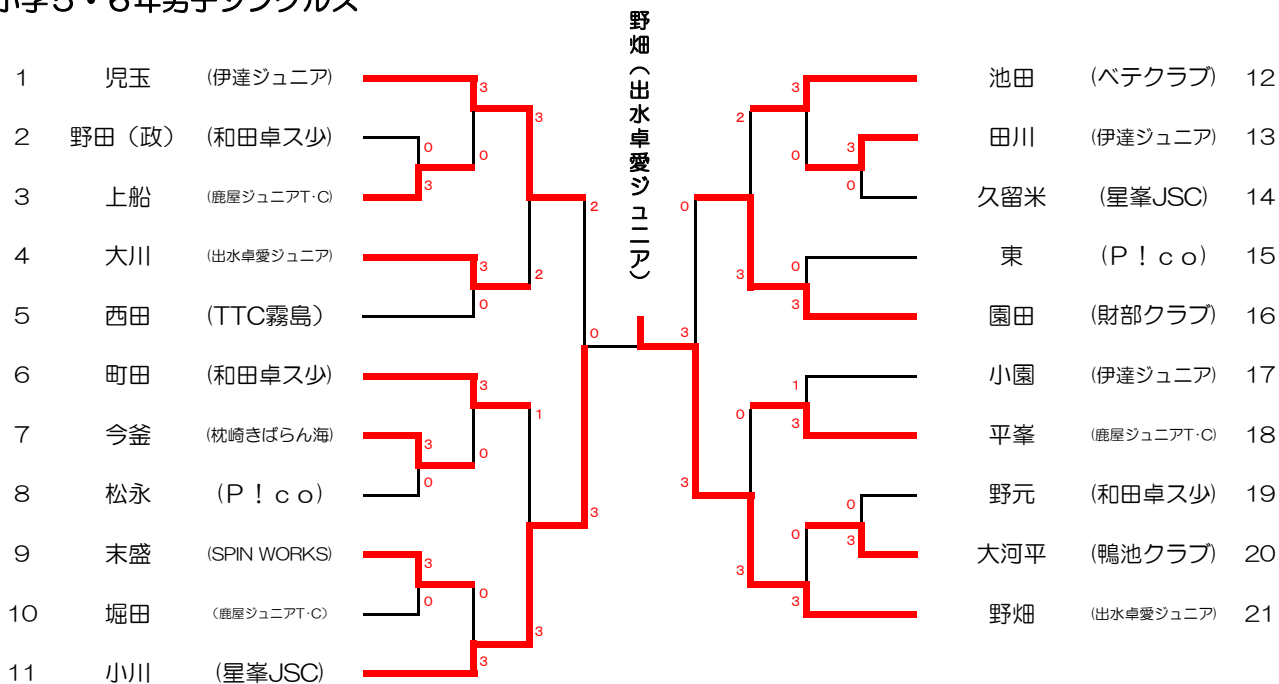 小学５・６年男子シングルス
野畑（出水卓愛ジュニア）
1 児玉 (伊達ジュニア)
2 野田（政） (和田卓ス少)
3 上船 (鹿屋ジュニアT･C)
4 大川 (出水卓愛ジュニア)
5 西田 (TTC霧島）
6 町田 (和田卓ス少)
7 今釜 (枕崎きばらん海)
8 松永 (Ｐ！ｃｏ)
9 末盛 (SPIN WORKS)
10 堀田 （鹿屋ジュニアT･C）
11 小川 (星峯JSC)
3
0
3
0
3
2
3
0
2
0
3
1
3
0
0
3
3
0
0
3
3
池田 (ベテクラブ) 12
田川 (伊達ジュニア) 13
久留米 (星峯JSC) 14
東 (Ｐ！ｃｏ) 15
園田 (財部クラブ) 16
小園 (伊達ジュニア) 17
平峯 (鹿屋ジュニアT･C) 18
野元 (和田卓ス少) 19
大河平 (鴨池クラブ) 20
野畑 (出水卓愛ジュニア) 21
3
2
3
0
0
0
0
3
3
3
1
0
3
3
0
0
3
3
3